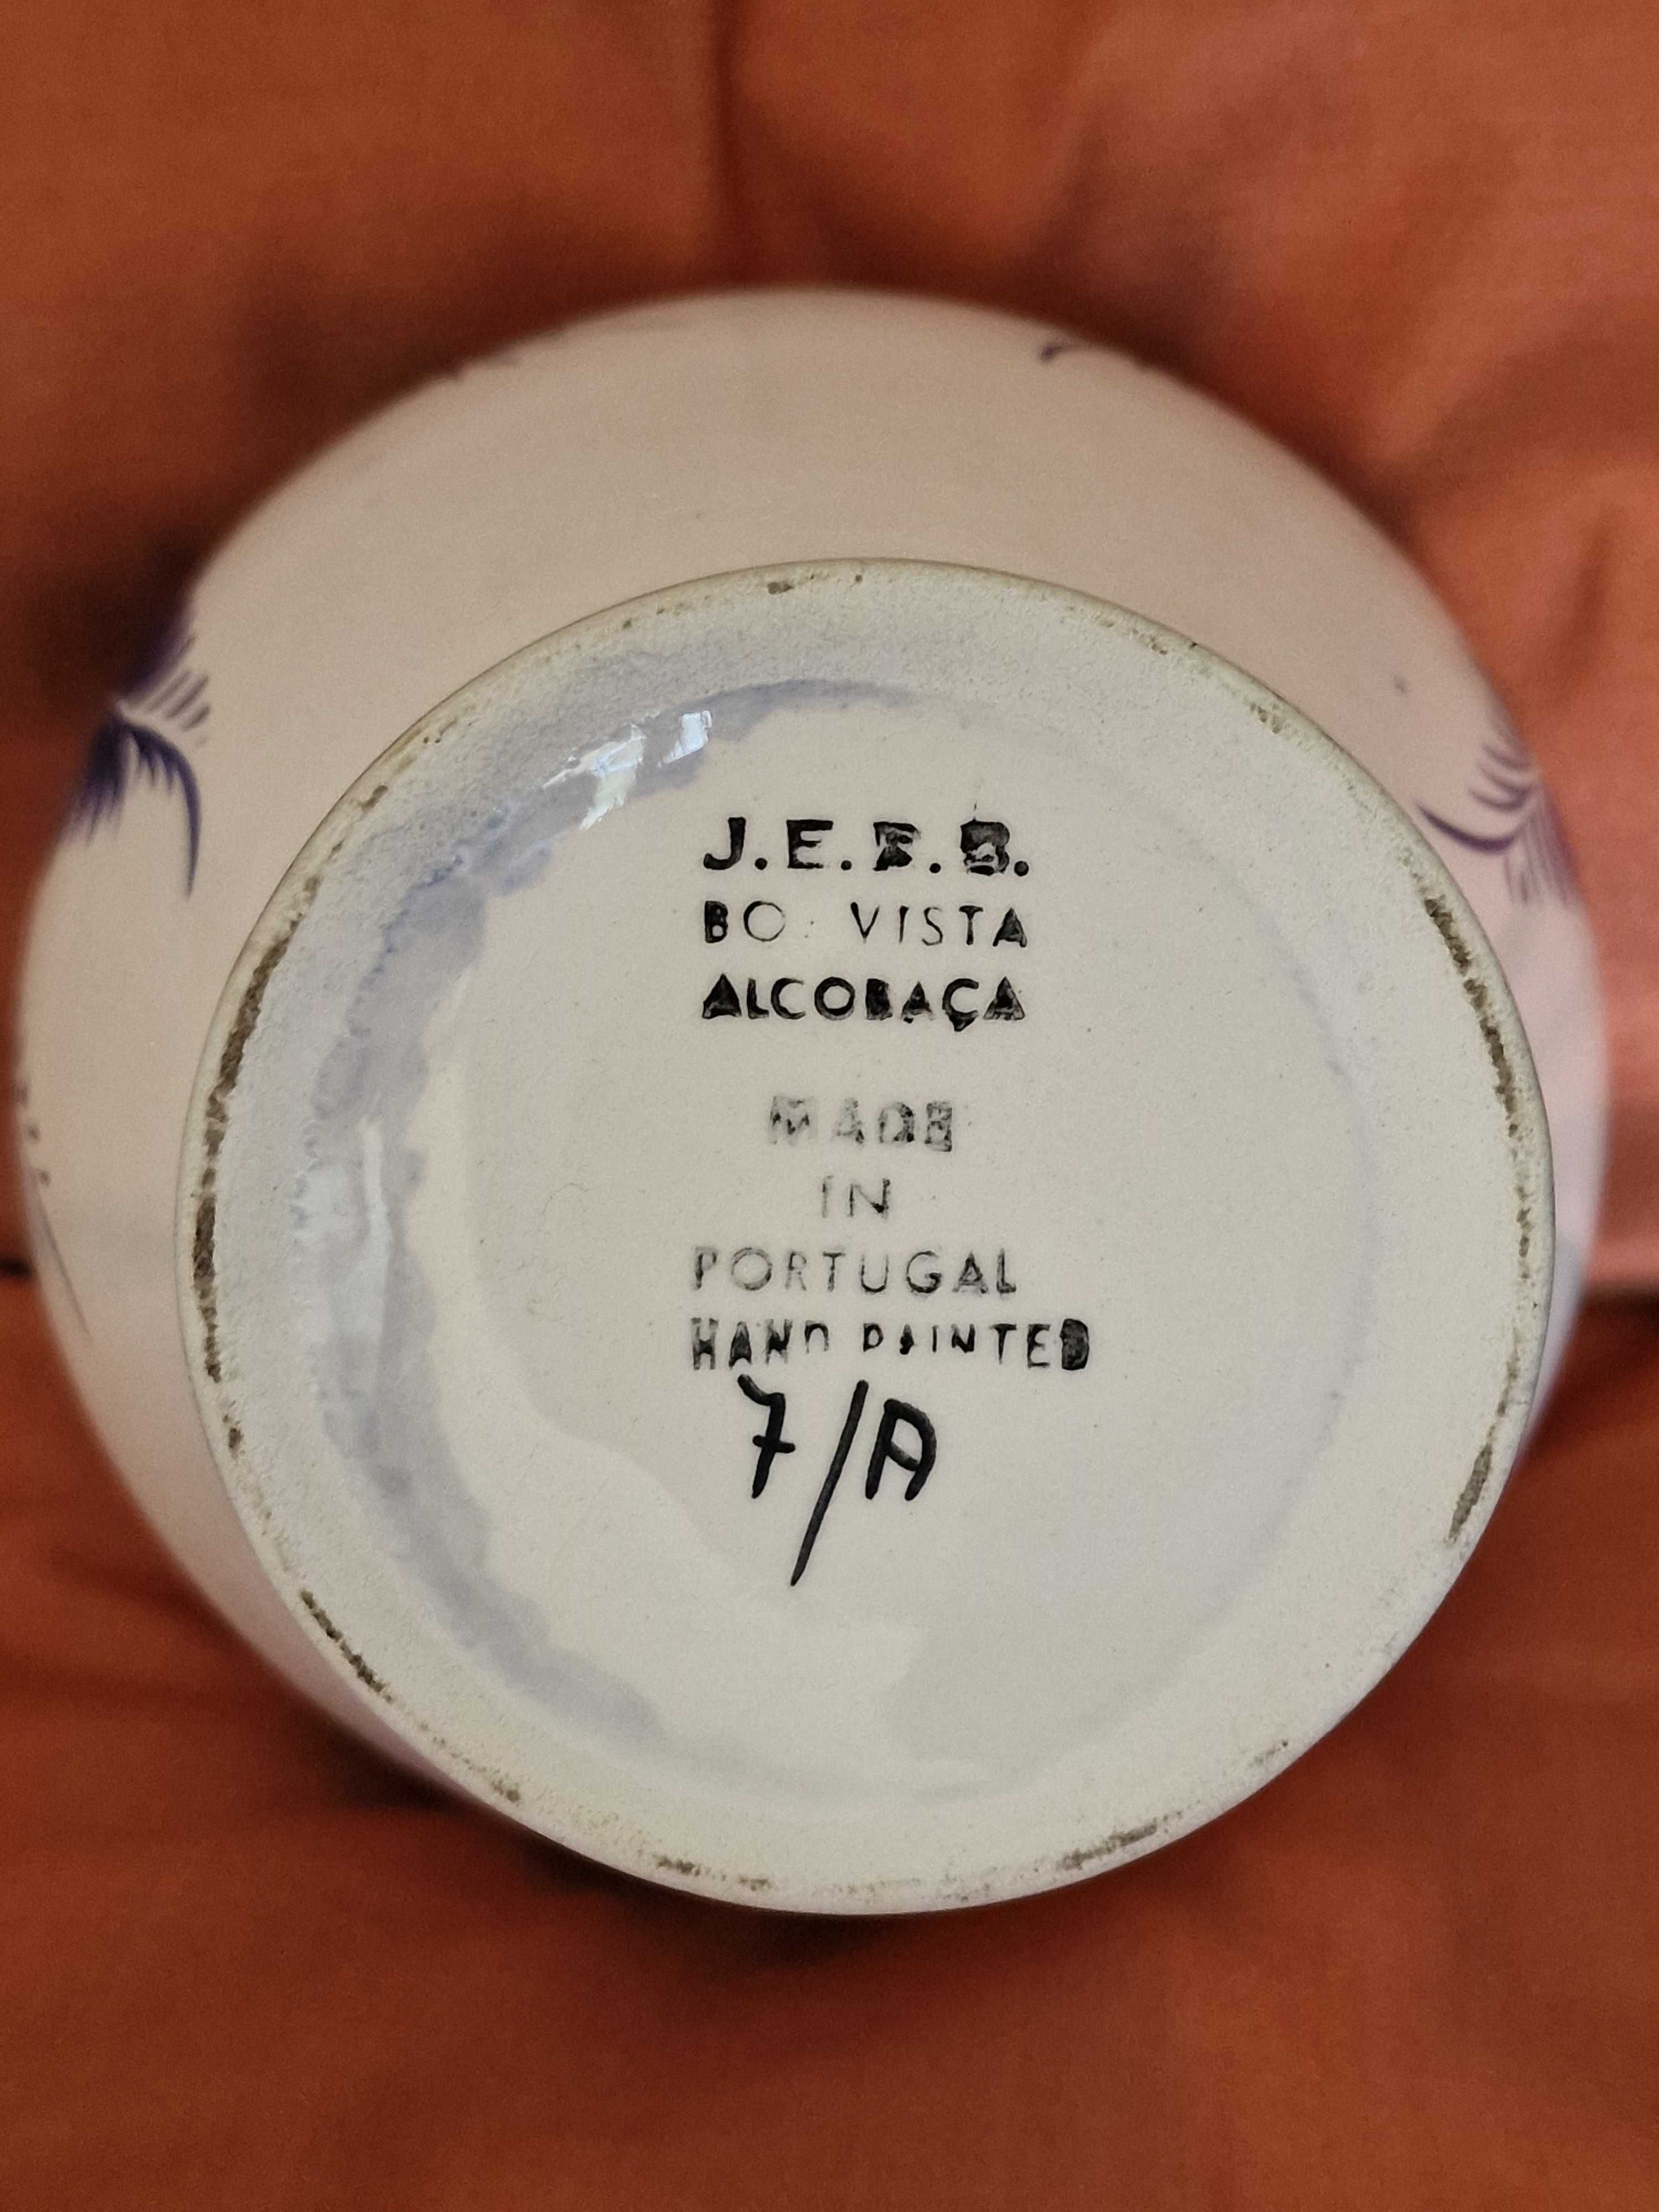 J.E.F.B.
BO VISTA
ALCOBAÇA
MADE
IN
PORTUGAL
HAND PAINTED
7/A